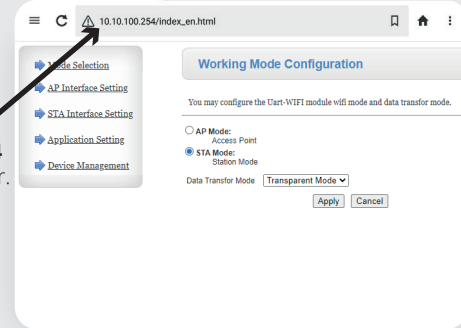 10.10.100.254/index_en.html
Mode Selection
AP Interface Setting
STA Interface Setting
Application Setting
Device Management
Working Mode Configuration
You may configure the Uart-WIFI module wifi mode and data transfor mode.
AP Mode:
Access Point
STA Mode:
Station Mode
Data Transfor Mode Transparent Mode
Apply Cancel